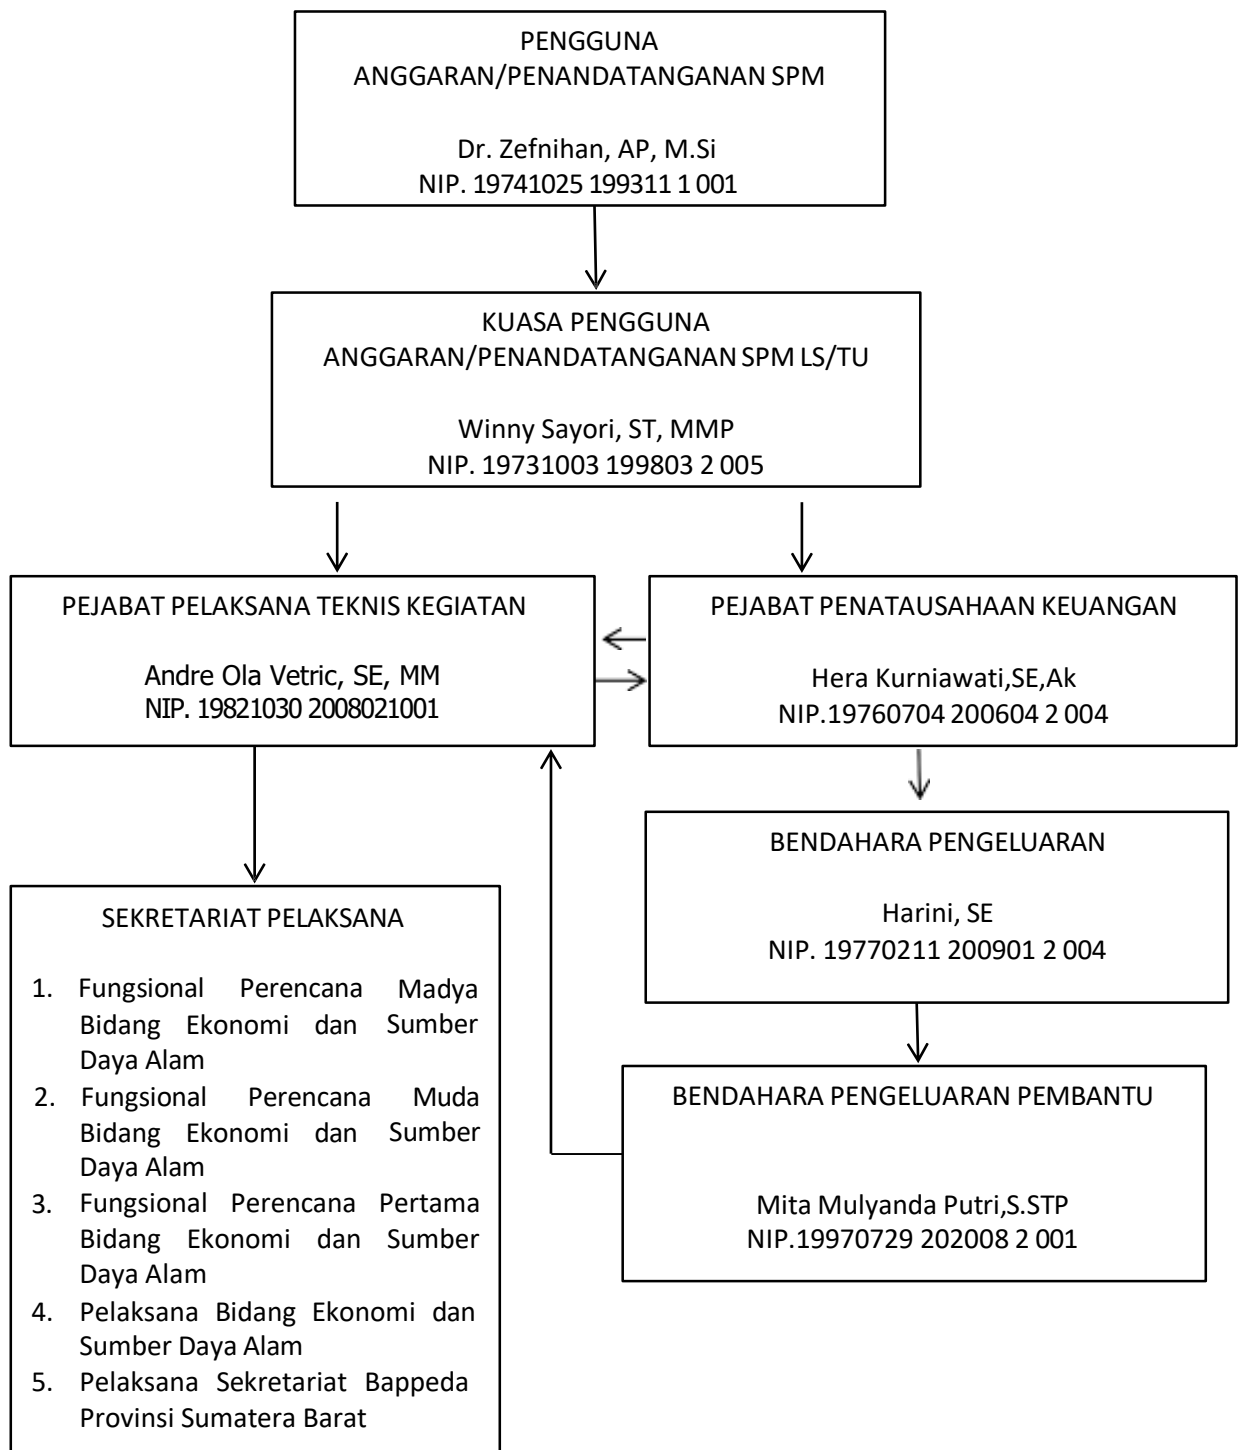 PENGGUNA
ANGGARAN/PENANDATANGANAN SPM
Dr. Zefnihan, AP, M.Si
NIP. 19741025 199311 1 001
KUASA PENGGUNA
ANGGARAN/PENANDATANGANAN SPM LS/TU
Winny Sayori, ST, MMP
NIP. 19731003 199803 2 005
PEJABAT PELAKSANA TEKNIS KEGIATAN
Andre Ola Vetric, SE, MM
NIP. 19821030 2008021001
PEJABAT PENATAUSAHAAN KEUANGAN
Hera Kurniawati,SE,Ak
NIP.19760704 200604 2 004
BENDAHARA PENGELUARAN
Harini, SE
NIP. 19770211 200901 2 004
SEKRETARIAT PELAKSANA
1. Fungsional Perencana Madya
Bidang Ekonomi dan Sumber
Daya Alam
2. Fungsional Perencana Muda
Bidang Ekonomi dan Sumber
Daya Alam
3. Fungsional Perencana Pertama
Bidang Ekonomi dan Sumber
Daya Alam
4. Pelaksana Bidang Ekonomi dan
Sumber Daya Alam
5. Pelaksana Sekretariat Bappeda
Provinsi Sumatera Barat
BENDAHARA PENGELUARAN PEMBANTU
Mita Mulyanda Putri,S.STP
NIP.19970729 202008 2 001